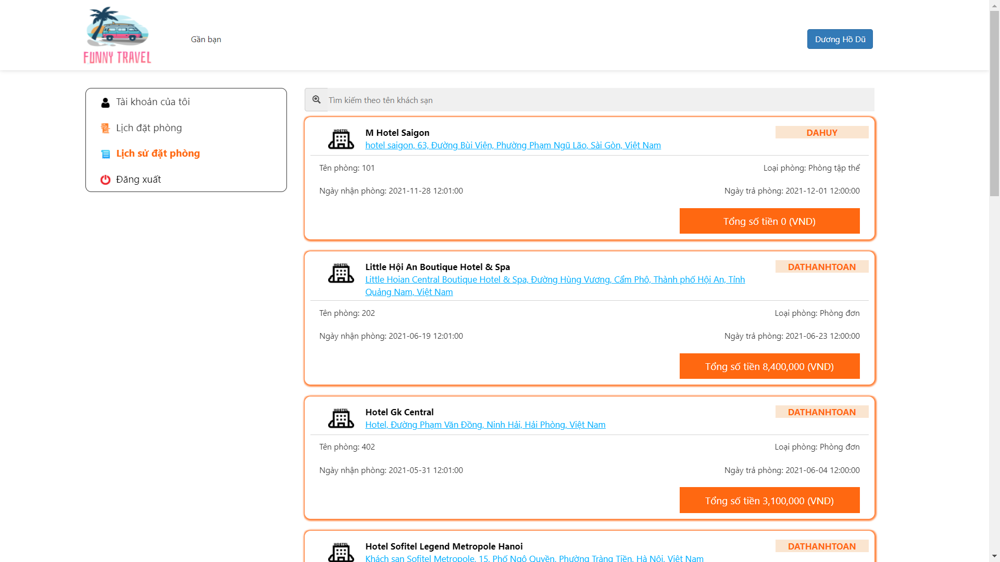 FUNNY TRAVEL
Gần bạn
Dương Hồ Dũ
Tài khoản của tôi
Lịch đặt phòng
Lịch sử đặt phòng
Đăng xuất
Tìm kiếm theo tên khách sạn
HOSTEL
M Hotel Saigon
DAHUY
hotel saigon, 63, Đường Bùi Viện, Phường Phạm Ngũ Lão, Sài Gòn, Việt Nam
Tên phòng: 101
Loại phòng: Phòng tập thể
Ngày nhận phòng: 2021-11-28 12:01:00
Ngày trả phòng: 2021-12-01 12:00:00
Tổng số tiền 0 (VND)
HOSTEL
Little Hội An Boutique Hotel & Spa
DATHANHTOAN
Little Hoian Central Boutique Hotel & Spa, Đường Hùng Vương, Cẩm Phô, Thành phố Hội An, Tỉnh
Quảng Nam, Việt Nam
Tên phòng: 202
Loại phòng: Phòng đơn
Ngày nhận phòng: 2021-06-19 12:01:00
Ngày trả phòng: 2021-06-23 12:00:00
Tổng số tiền 8,400,000 (VND)
HOSTEL
Hotel Gk Central
DATHANHTOAN
Hotel, Đường Phạm Văn Đồng, Ninh Hải, Hải Phòng, Việt Nam
Tên phòng: 402
Loại phòng: Phòng đơn
Ngày nhận phòng: 2021-05-31 12:01:00
Ngày trả phòng: 2021-06-04 12:00:00
Tổng số tiền 3,100,000 (VND)
HOSTEL
Hotel Sofitel Legend Metropole Hanoi
DATHANHTOAN
Khách sạn Sofitel Metropole, 15, Phố Ngô Quyền, Phường Tràng Tiền, Hà Nội, Việt Nam